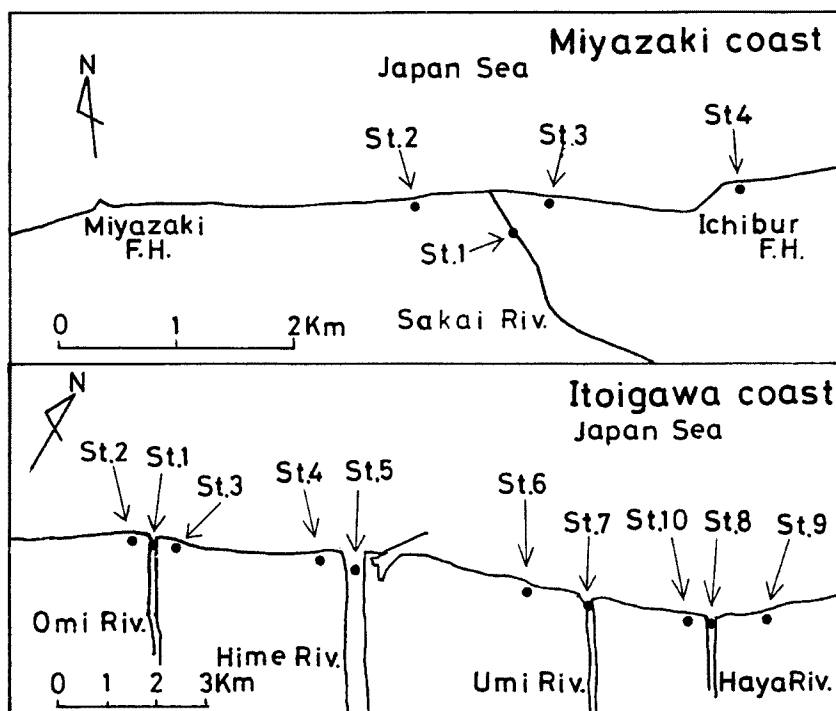 Miyazaki coast
Japan Sea
N
St.2
St.3
St4
Miyazaki
F.H.
St.1
Ichibur
F.H.
Sakai Riv.
0 1 2Km
Itoigawa coast
Japan Sea
N
St.2
St.1
St.3
St.4
St.5
St.6
St.7
St.10
St.8
St.9
Omi Riv.
Hime Riv.
Umi Riv.
Haya Riv.
0 1 2 3Km